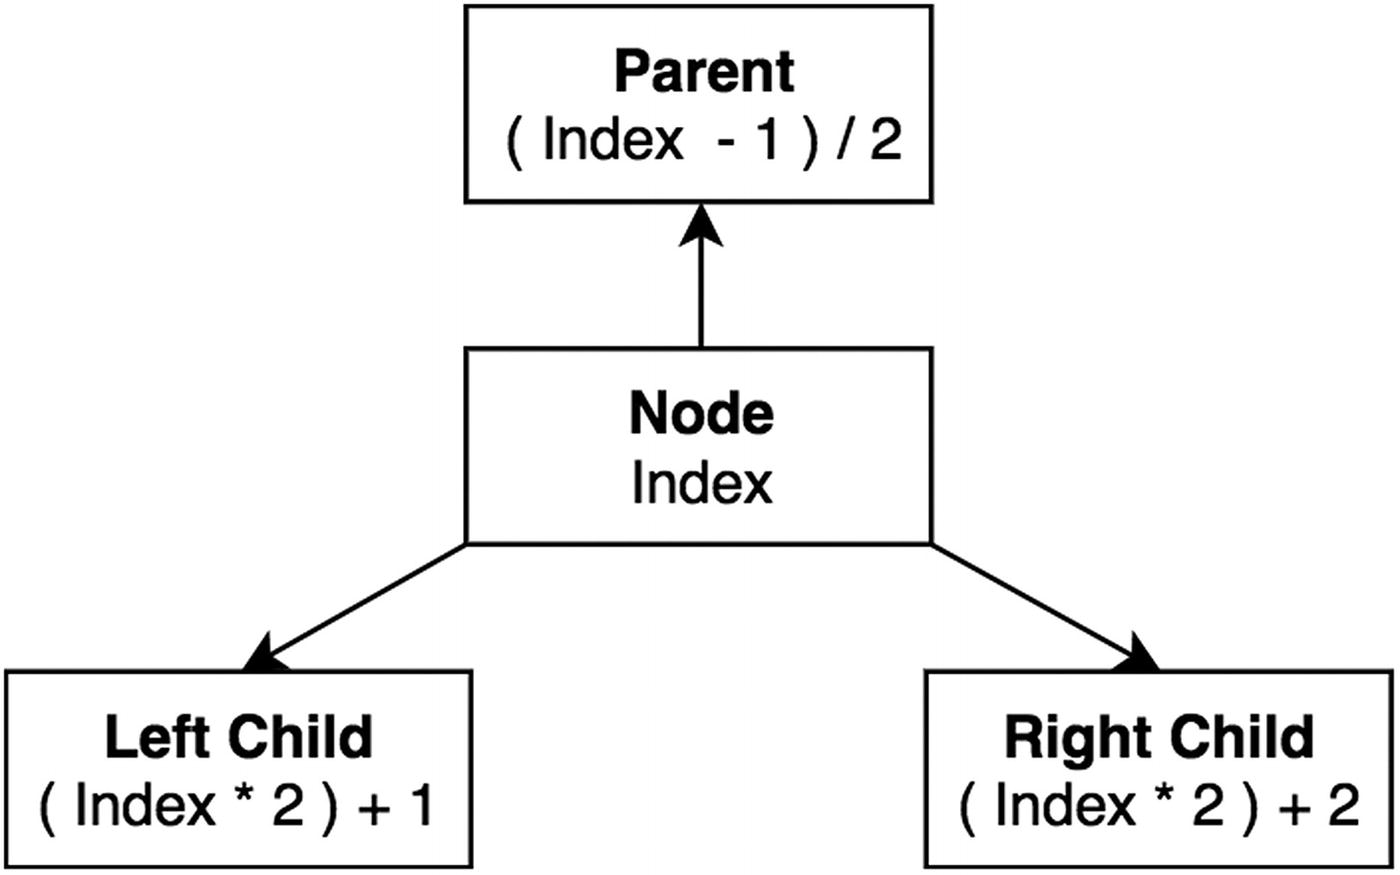 Parent
( Index - 1 ) / 2
Node
Index
Left Child
( Index * 2 ) + 1
Right Child
( Index * 2 ) + 2